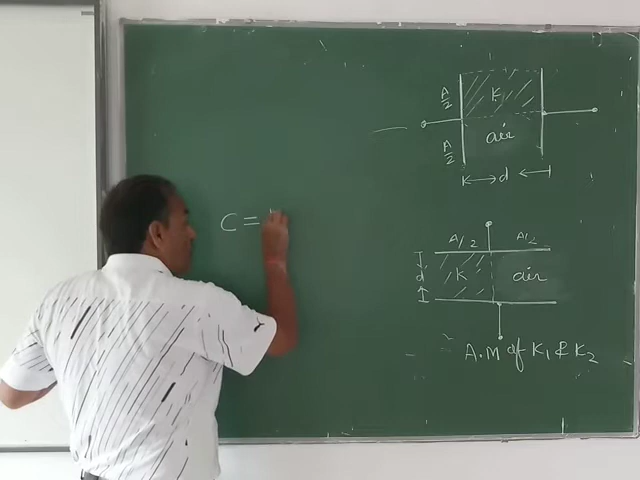 A/2
K
A/2
air
d
C =
A/2
A/2
d
K
air
A.M of K1 & K2